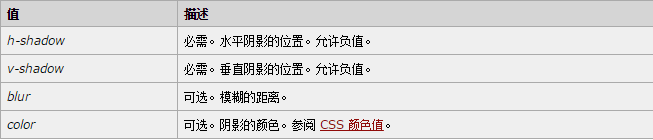 值 描述
h-shadow 必需。水平阴影的位置。允许负值。
v-shadow 必需。垂直阴影的位置。允许负值。
blur 可选。模糊的距离。
color 可选。阴影的颜色。参阅 CSS 颜色值。